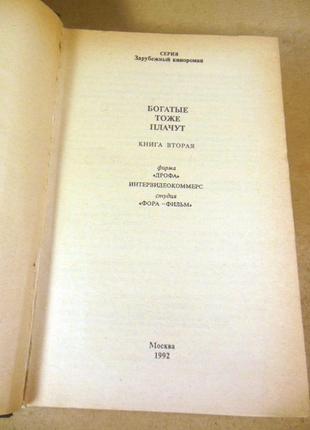 СЕРИЯ
Зарубежный кинороман
БОГАТЫЕ
ТОЖЕ
ПЛАЧУТ
КНИГА ВТОРАЯ
фирма
«ДРОФА»
ИНТЕРВИДЕОКОММЕРС
студия
«ФОРА – ФИЛЬМ»
Москва
1992